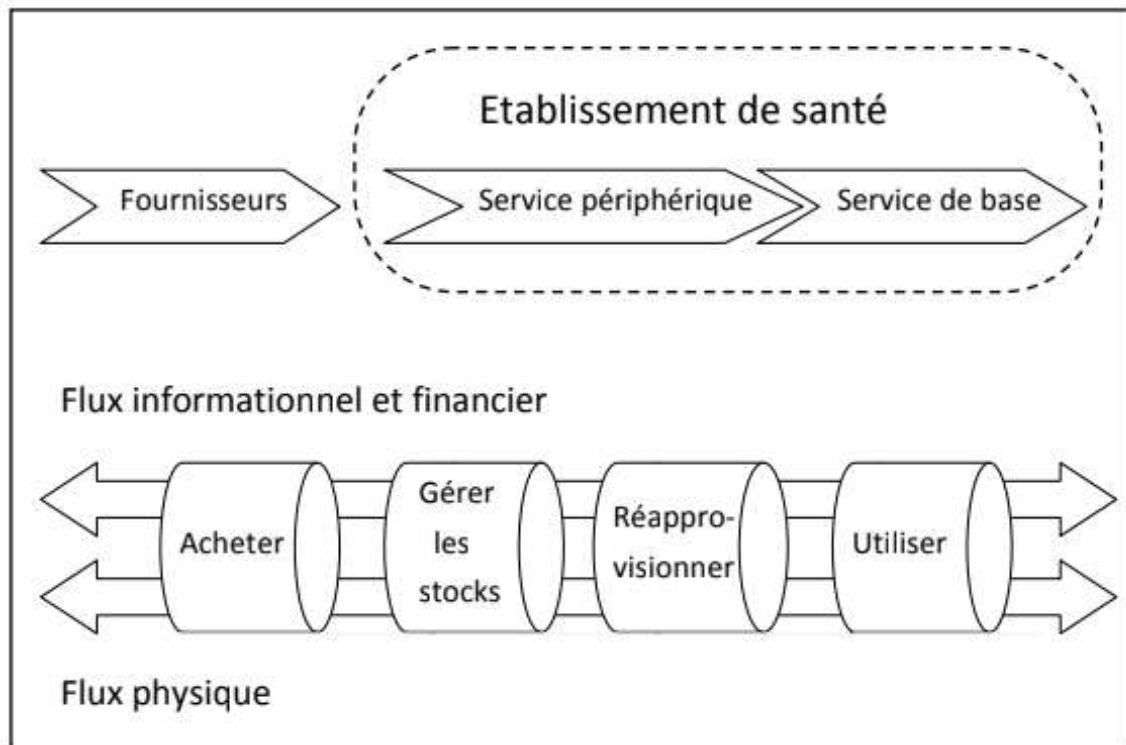 Etablissement de santé
Fournisseurs
Service périphérique
Service de base
Flux informationnel et financier
Acheter
Gérer
les
stocks
Réappro-
visionner
Utiliser
Flux physique